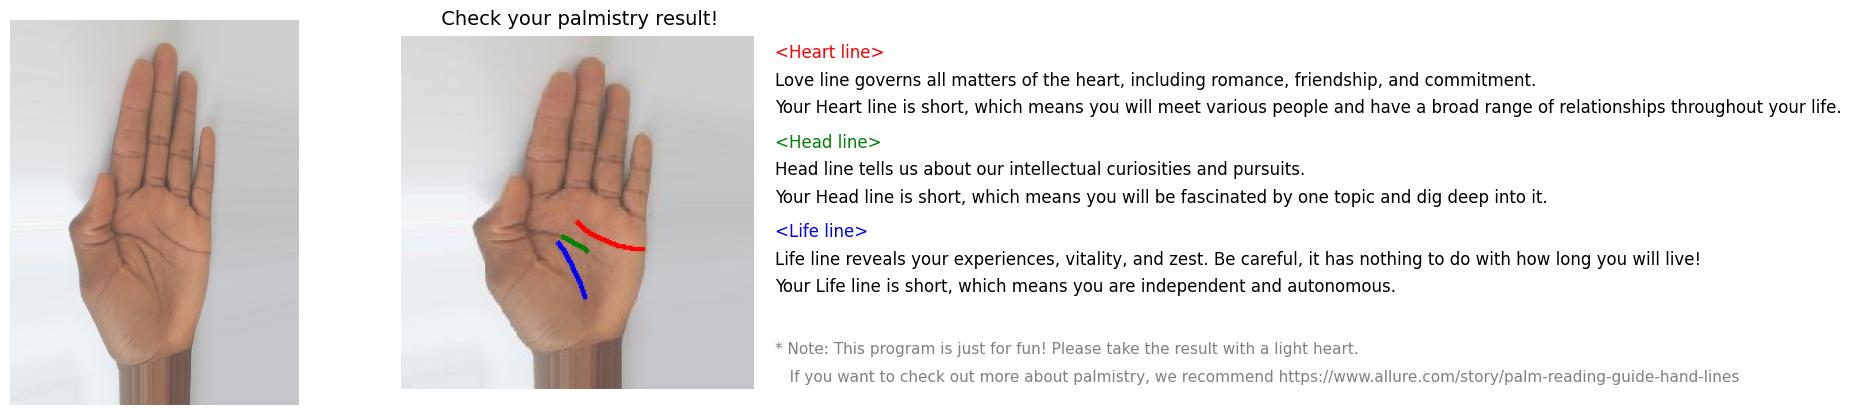 Check your palmistry result!
<Heart line>
Love line governs all matters of the heart, including romance, friendship, and commitment.
Your Heart line is short, which means you will meet various people and have a broad range of relationships throughout your life.
<Head line>
Head line tells us about our intellectual curiosities and pursuits.
Your Head line is short, which means you will be fascinated by one topic and dig deep into it.
<Life line>
Life line reveals your experiences, vitality, and zest. Be careful, it has nothing to do with how long you will live!
Your Life line is short, which means you are independent and autonomous.
* Note: This program is just for fun! Please take the result with a light heart.
If you want to check out more about palmistry, we recommend https://www.allure.com/story/palm-reading-guide-hand-lines